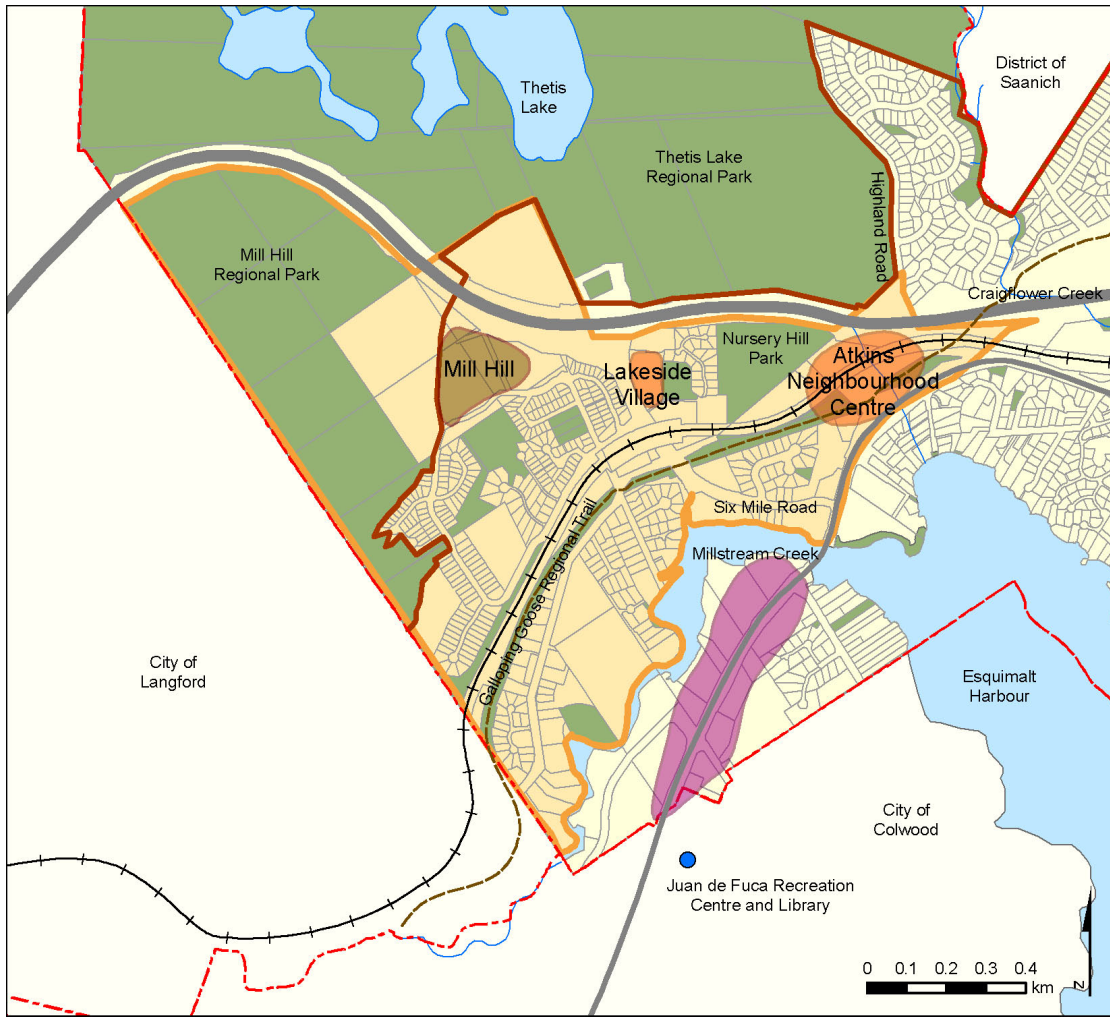 District of
Saanich
Thetis
Lake
Thetis Lake
Regional Park
Highland Road
Mill Hill
Regional Park
Craigflower Creek
Nursery Hill
Park
Mill Hill
Lakeside
Village
Atkins
Neighbourhood
Centre
Six Mile Road
Millstream Creek
Galloping Goose Regional Trail
City of
Langford
Esquimalt
Harbour
City of
Colwood
Juan de Fuca Recreation
Centre and Library
0 0.1 0.2 0.3 0.4
km
N